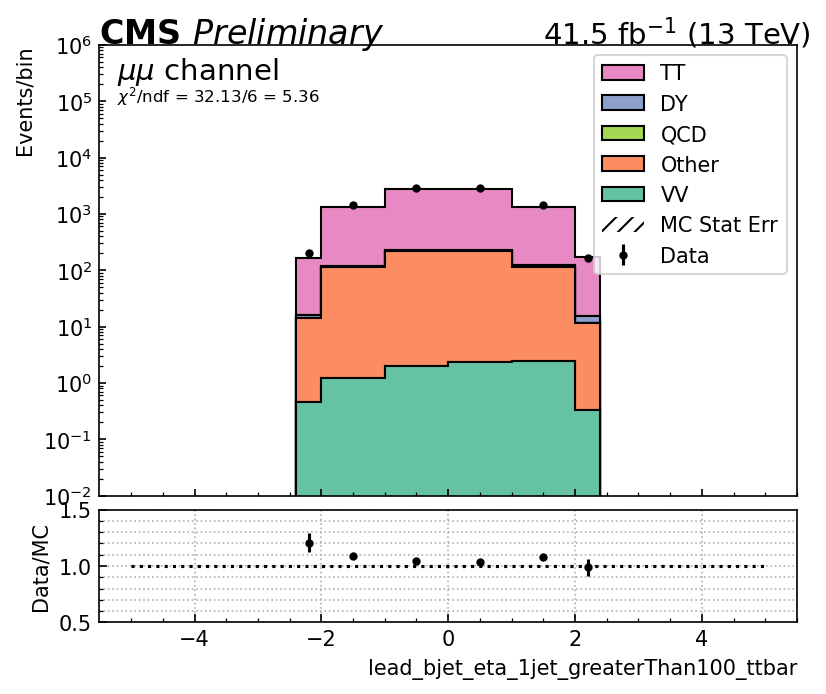 CMS Preliminary 41.5 fb⁻¹ (13 TeV)
Events/bin
10⁶
10⁵
10⁴
10³
10²
10¹
10⁰
10⁻¹
10⁻²
μμ channel
χ²/ndf = 32.13/6 = 5.36
TT
DY
QCD
Other
VV
MC Stat Err
Data
Data/MC
1.5
1.0
0.5
−4 −2 0 2 4
lead_bjet_eta_1jet_greaterThan100_ttbar